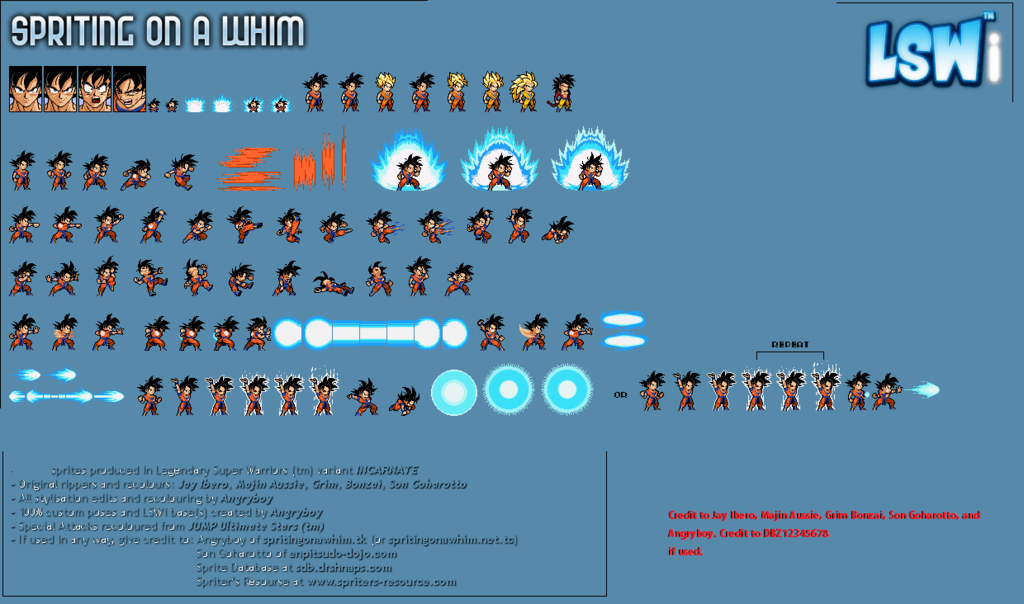 SPRITING ON A WHIM
LSWi
TM
REPEAT
OR
- sprites produced in Legendary Super Warriors (tm) variant INCARNATE
- Original rippers and recolours: Jay Ibero, Majin Aussie, Grim, Bonzai, Son Goharotto
- All stylisation edits and recolouring by Angryboy
- 100% custom poses and LSWi base(s) created by Angryboy
- Special Attacks recoloured from JUMP Ultimate Stars (tm)
- If used in any way, give credit to: Angryboy of spritingonawhim.tk (or spritingonawhim.net.tc)
Son Goharotto of enpitsudo-dojo.com
Sprite Database at sdb.drshnaps.com
Spriter's Resourse at www.spriters-resource.com
Credit to Jay Ibero, Majin Aussie, Grim Bonzai, Son Goharotto, and
Angryboy. Credit to DBZ12345678
if used.